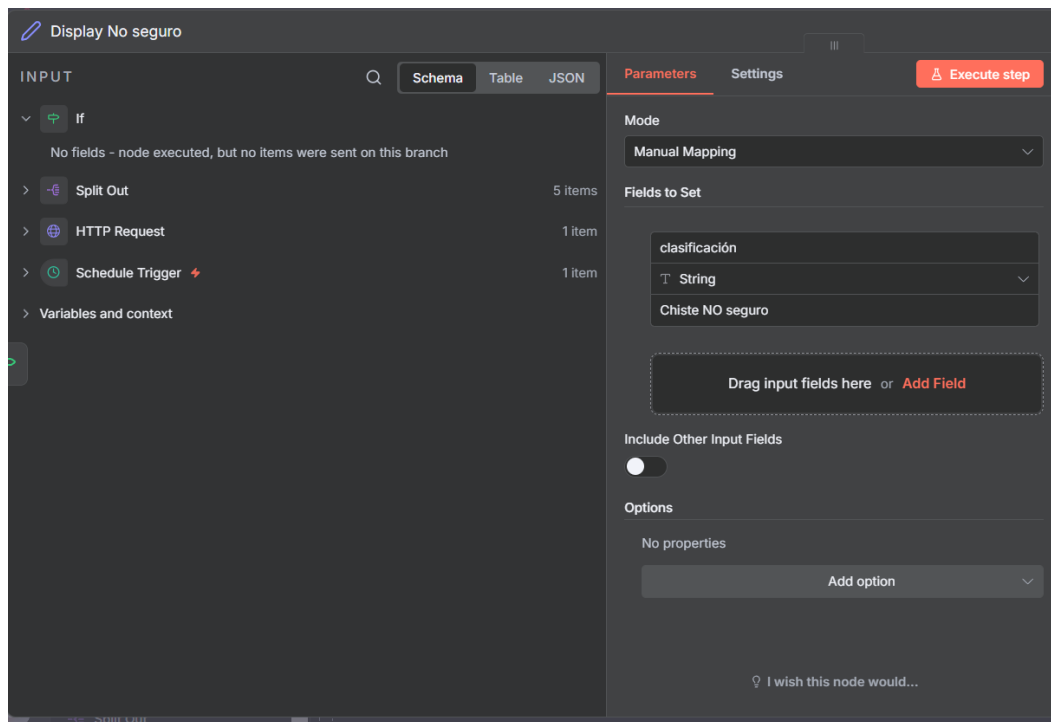 Display No seguro
INPUT
Schema Table JSON
If
No fields - node executed, but no items were sent on this branch
Split Out 5 items
HTTP Request 1 item
Schedule Trigger 1 item
Variables and context
Parameters Settings Execute step
Mode
Manual Mapping
Fields to Set
clasificación
T String
Chiste NO seguro
Drag input fields here or Add Field
Include Other Input Fields
Options
No properties
Add option
I wish this node would...
Split Out